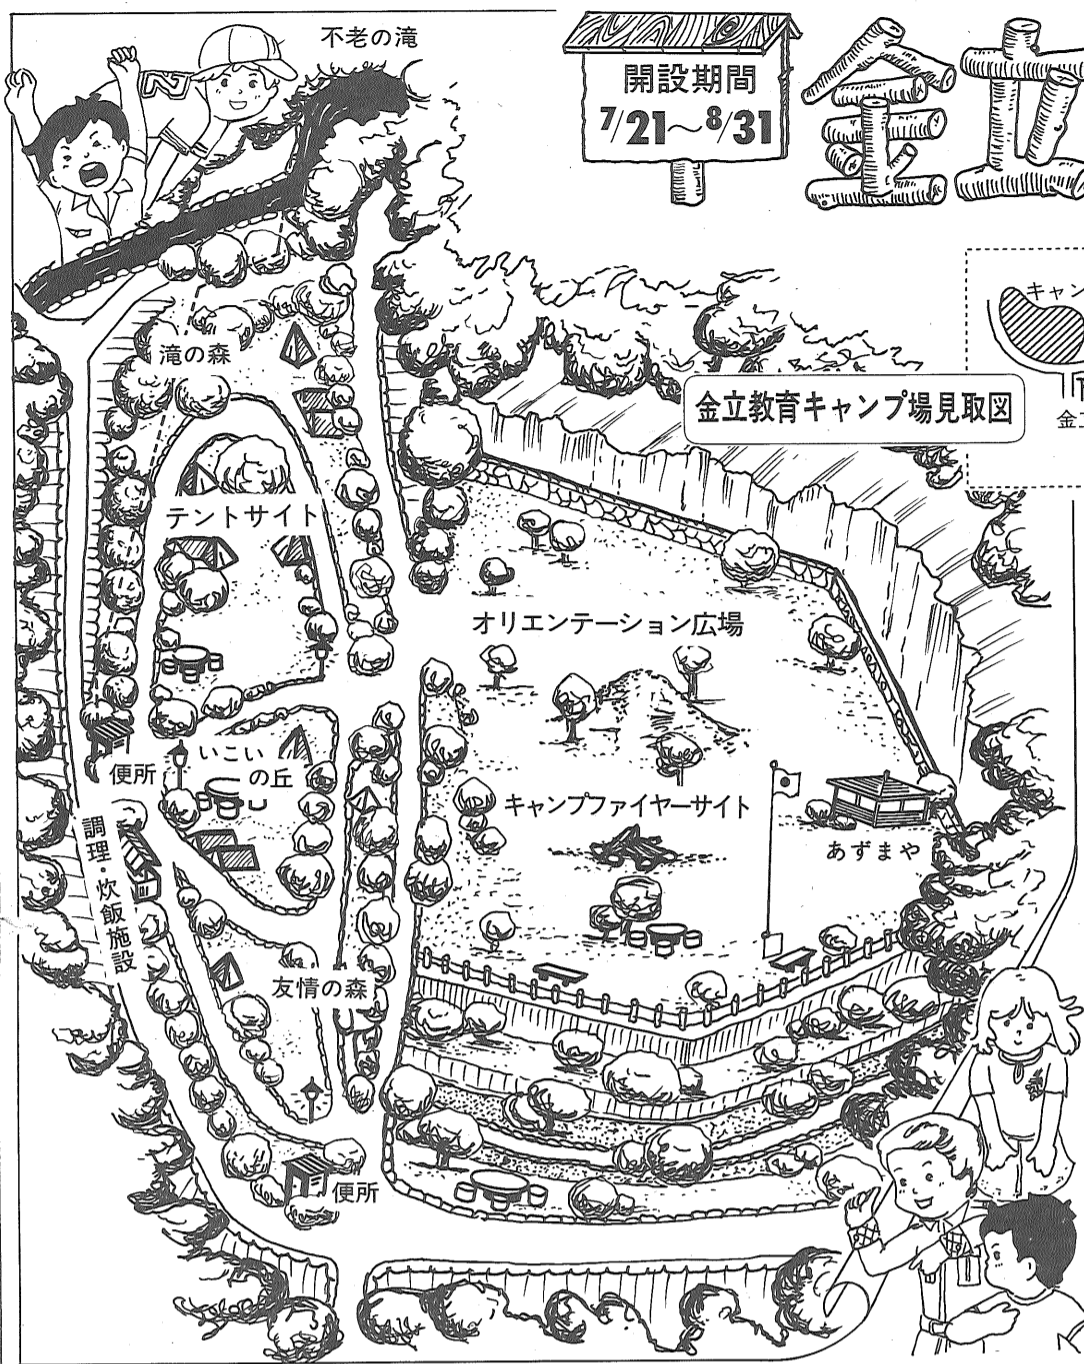 不老の滝
開設期間
7/21〜8/31
金立
キャン
金立教育キャンプ場見取図
滝の森
テントサイト
オリエンテーション広場
いこい
の丘
便所
キャンプファイヤーサイト
あずまや
調理・炊飯施設
友情の森
便所